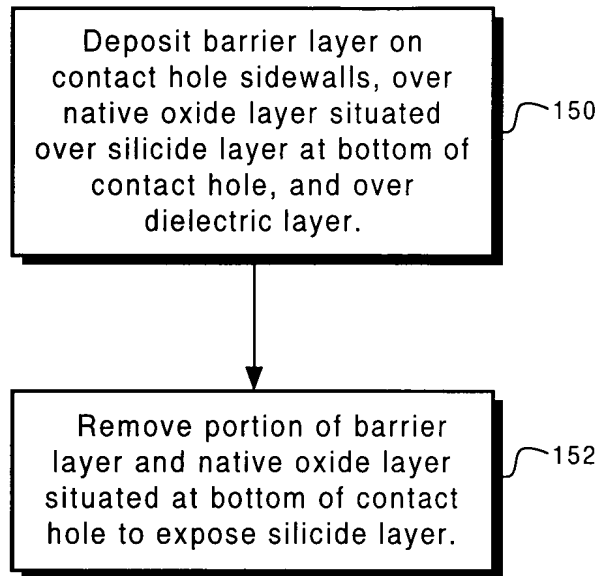 Deposit barrier layer on
contact hole sidewalls, over
native oxide layer situated
over silicide layer at bottom of
contact hole, and over
dielectric layer.
150
Remove portion of barrier
layer and native oxide layer
situated at bottom of contact
hole to expose silicide layer.
152